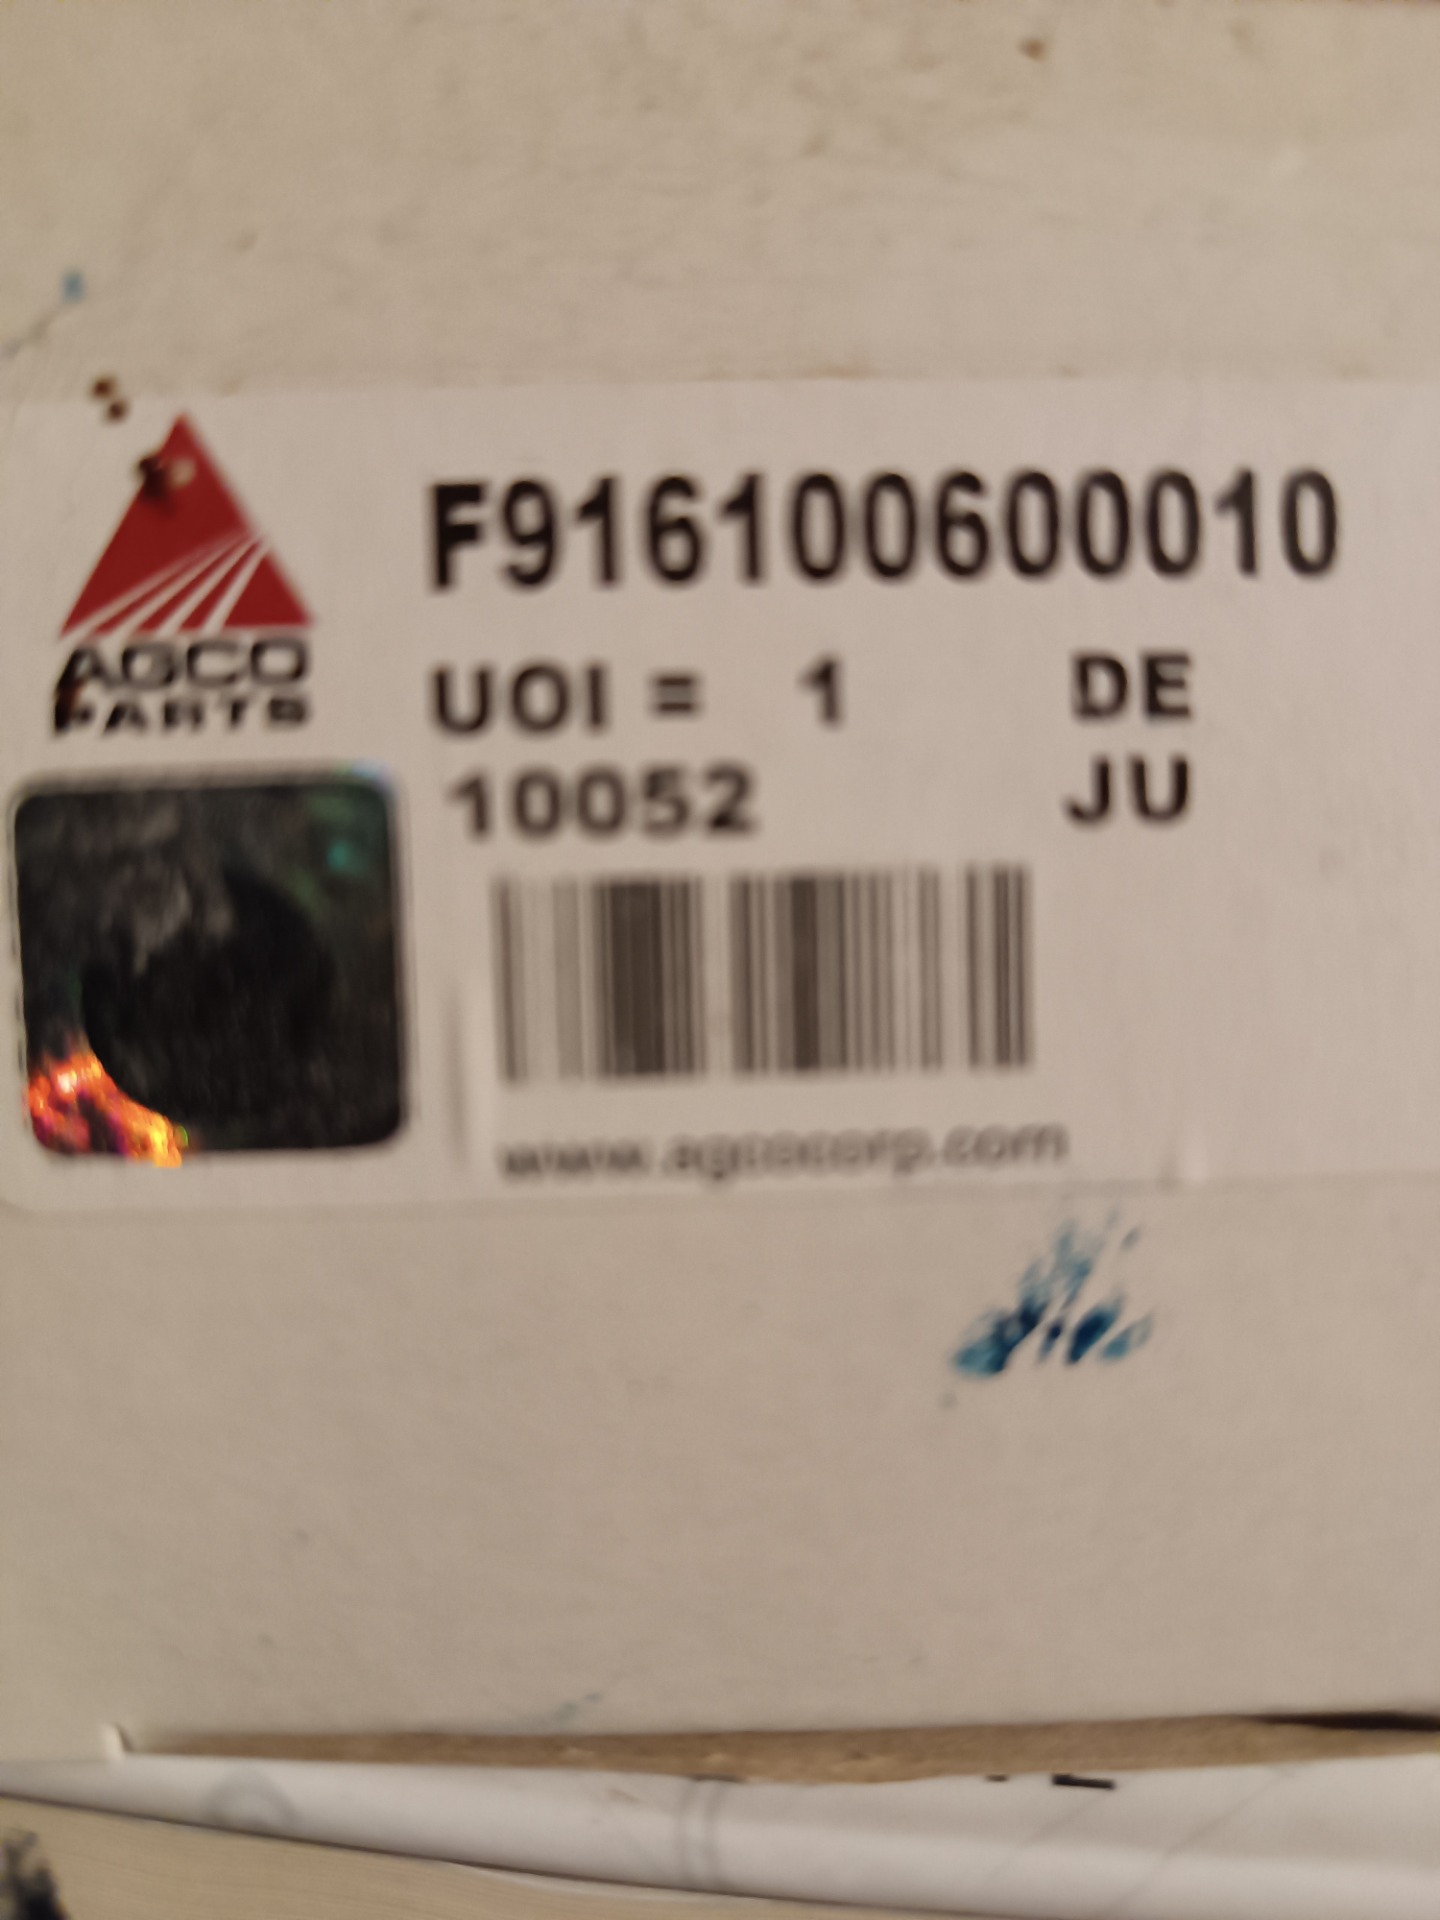 AGCO
PARTS
F916100600010
UOI = 1 DE
10052 JU
www.agcocorp.com